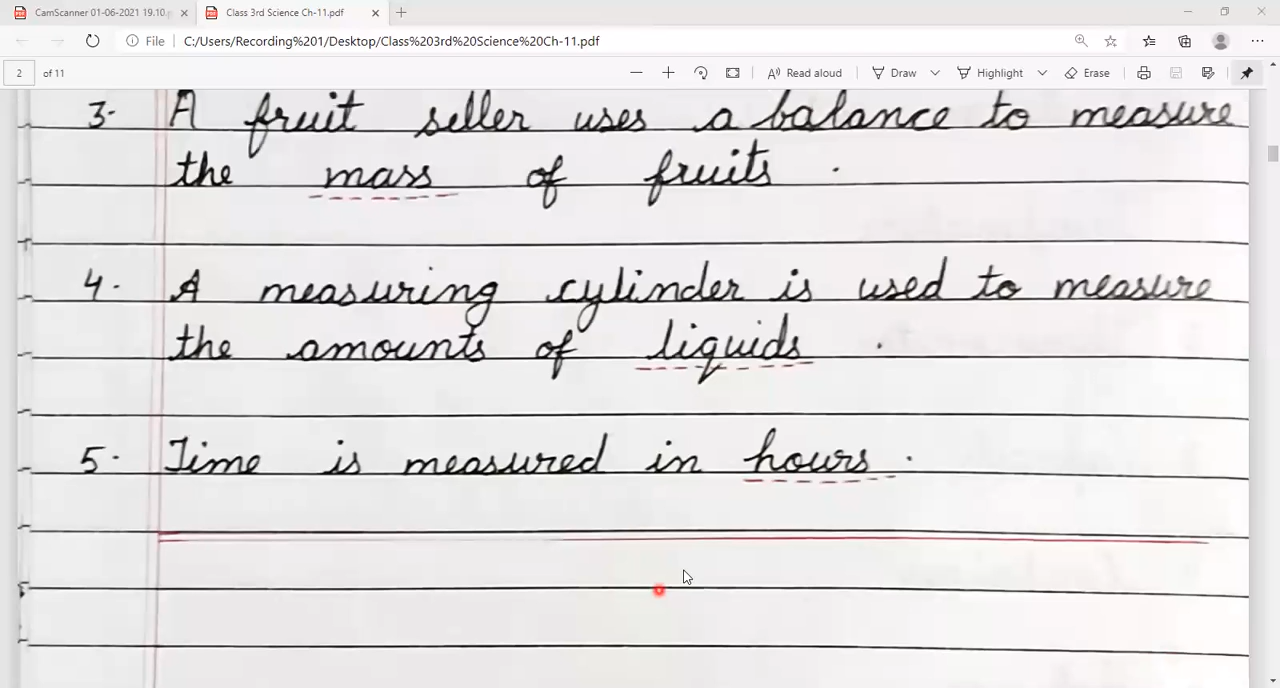 CamScanner 01-06-2021 19.10.p
Class 3rd Science Ch-11.pdf
File | C:/Users/Recording%201/Desktop/Class%203rd%20Science%20Ch-11.pdf
2 of 11
Read aloud Draw Highlight Erase
3. A fruit seller uses a balance to measure
the mass of fruits .
4. A measuring cylinder is used to measure
the amounts of liquids .
5. Time is measured in hours .